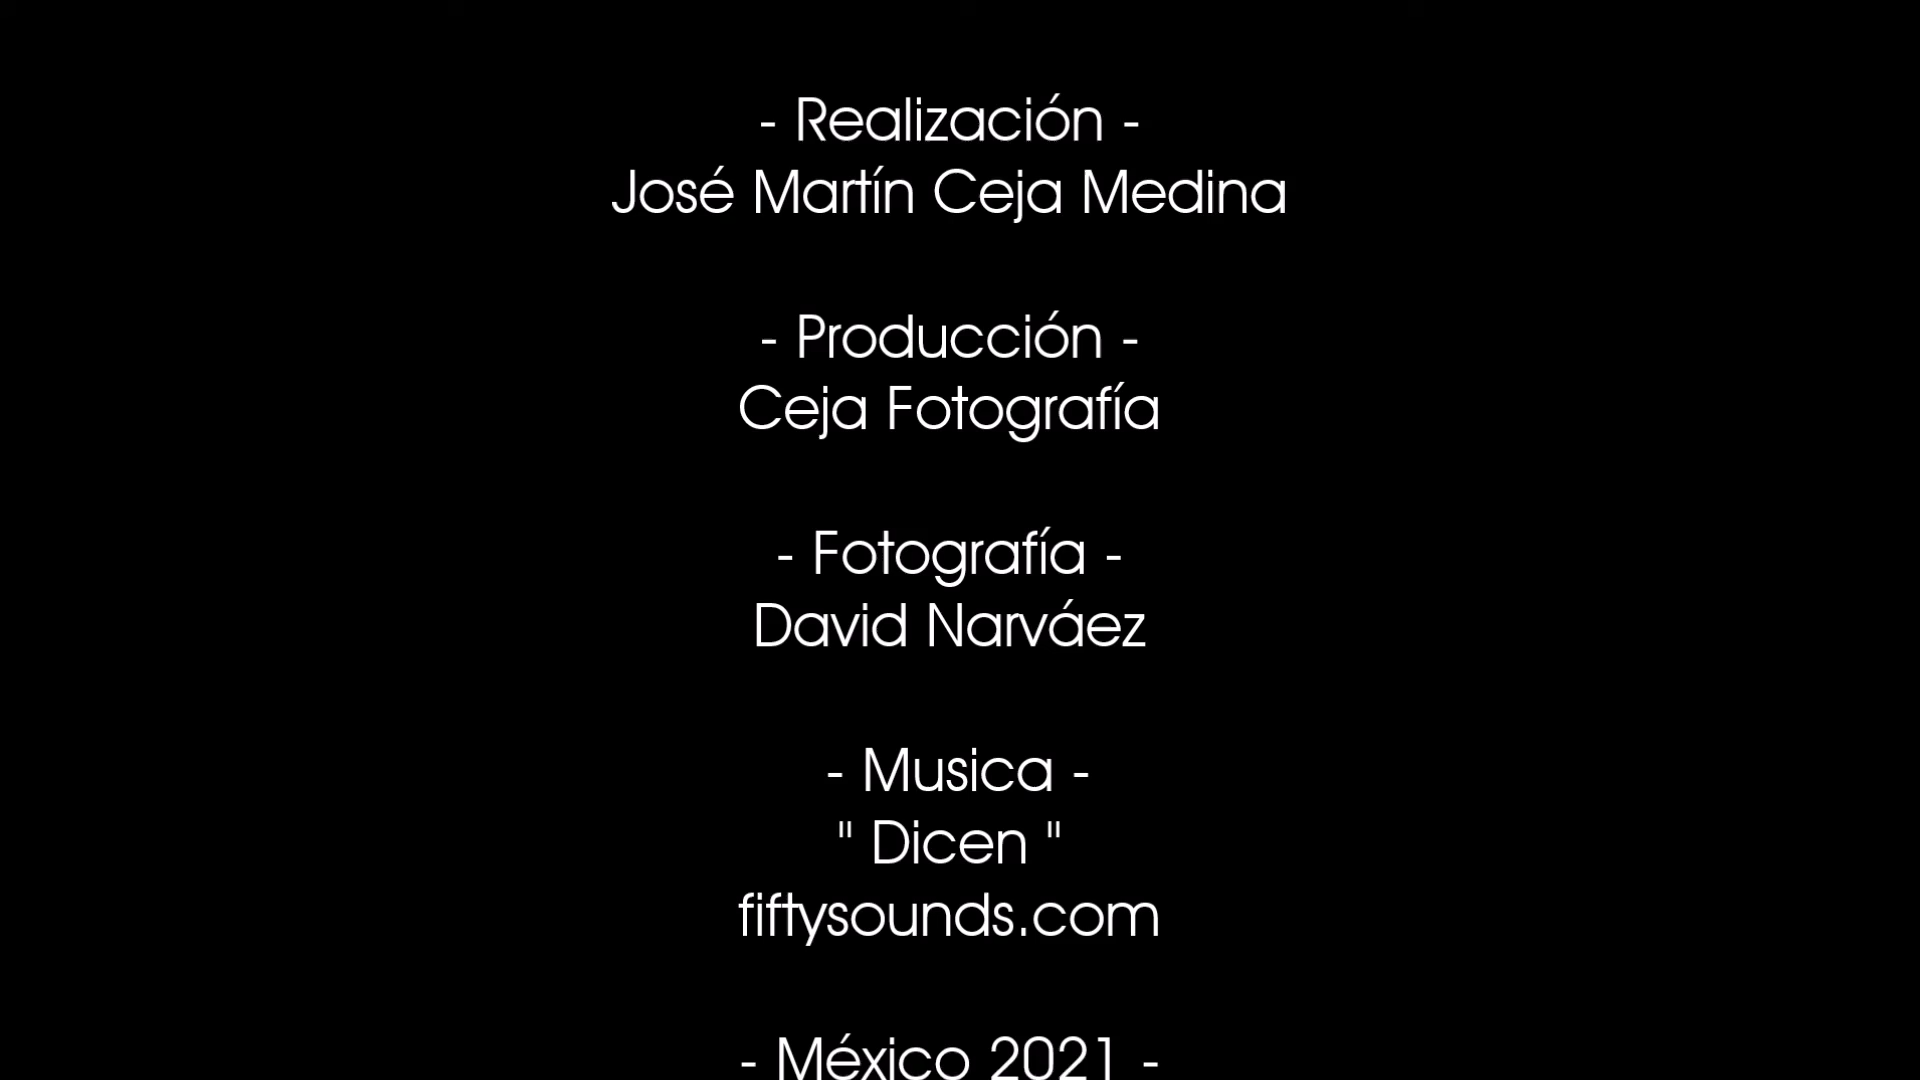 - Realización -
José Martín Ceja Medina
- Producción -
Ceja Fotografía
- Fotografía -
David Narváez
- Musica -
" Dicen "
fiftysounds.com
- México 2021 -